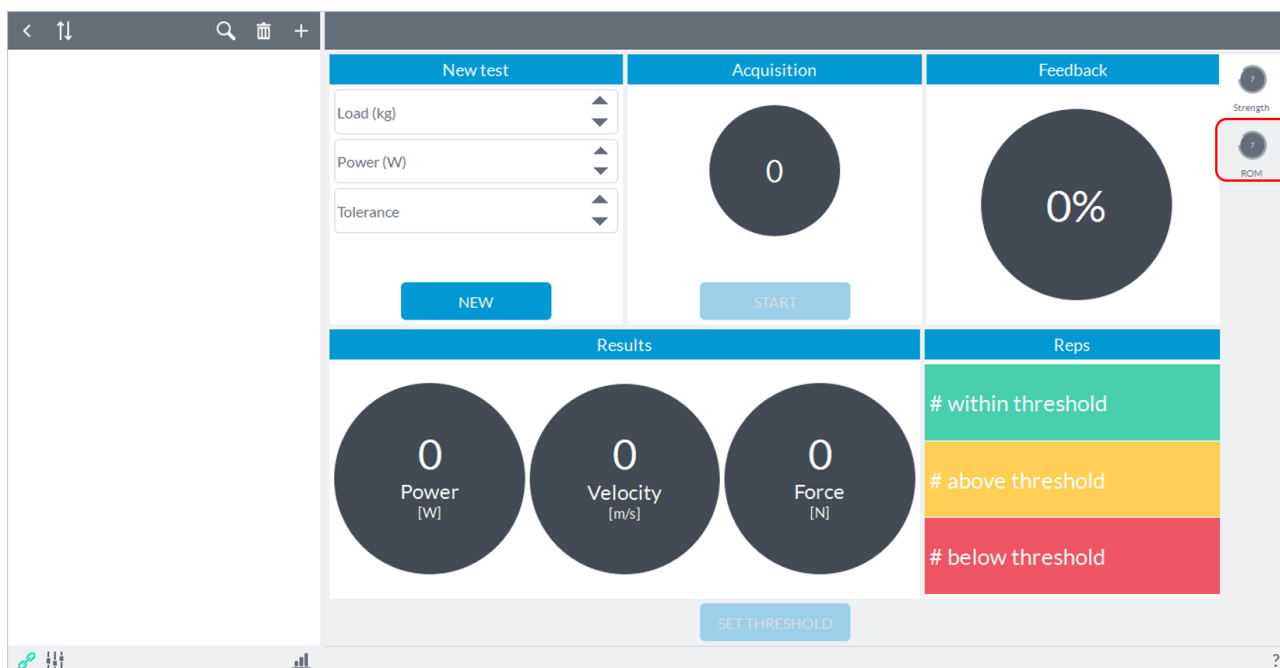 New test
Load (kg)
Power (W)
Tolerance
NEW
Acquisition
0
START
Feedback
0%
?
Strength
?
ROM
Results
0
Power
[W]
0
Velocity
[m/s]
0
Force
[N]
Reps
# within threshold
# above threshold
# below threshold
SET THRESHOLD
?